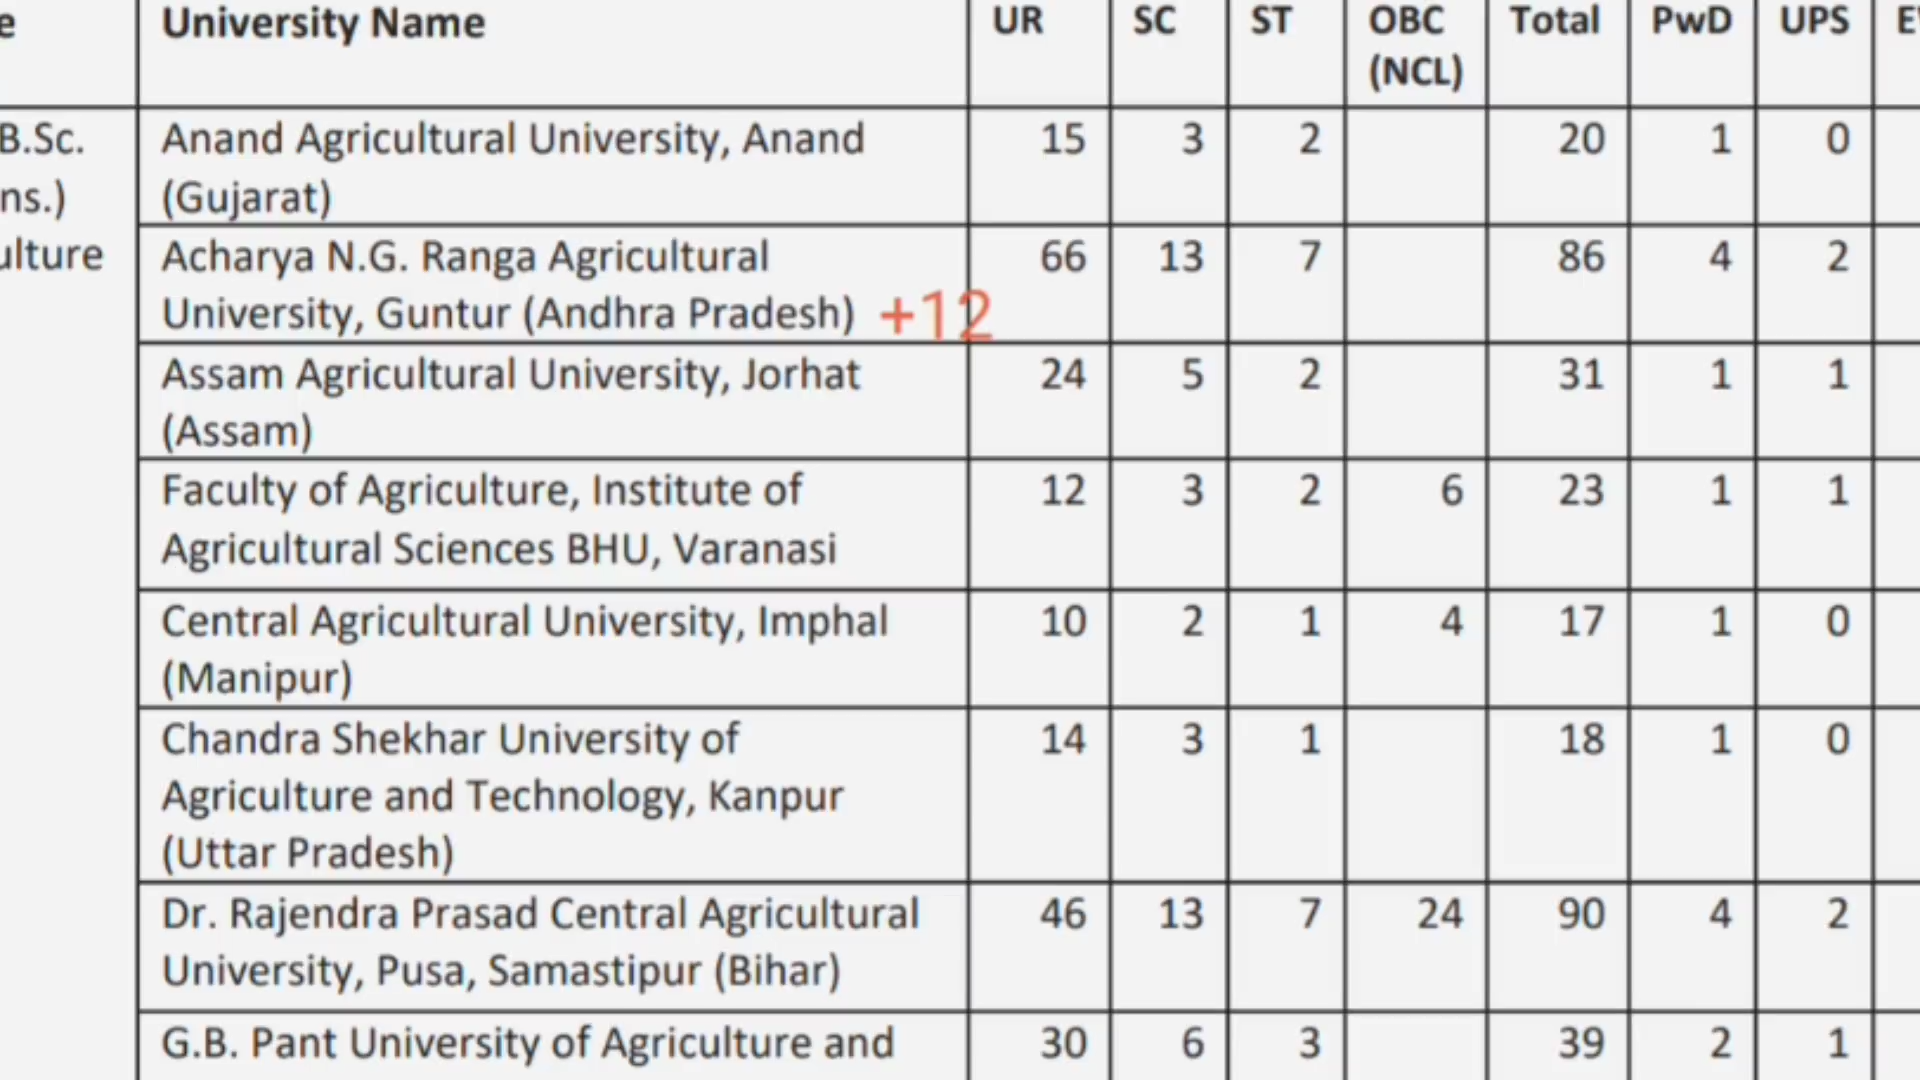 e University Name UR SC ST OBC Total PwD UPS E
(NCL)
B.Sc. Anand Agricultural University, Anand 15 3 2 20 1 0
ns.) (Gujarat)
ulture Acharya N.G. Ranga Agricultural 66 13 7 86 4 2
University, Guntur (Andhra Pradesh) +12
Assam Agricultural University, Jorhat 24 5 2 31 1 1
(Assam)
Faculty of Agriculture, Institute of 12 3 2 6 23 1 1
Agricultural Sciences BHU, Varanasi
Central Agricultural University, Imphal 10 2 1 4 17 1 0
(Manipur)
Chandra Shekhar University of 14 3 1 18 1 0
Agriculture and Technology, Kanpur
(Uttar Pradesh)
Dr. Rajendra Prasad Central Agricultural 46 13 7 24 90 4 2
University, Pusa, Samastipur (Bihar)
G.B. Pant University of Agriculture and 30 6 3 39 2 1